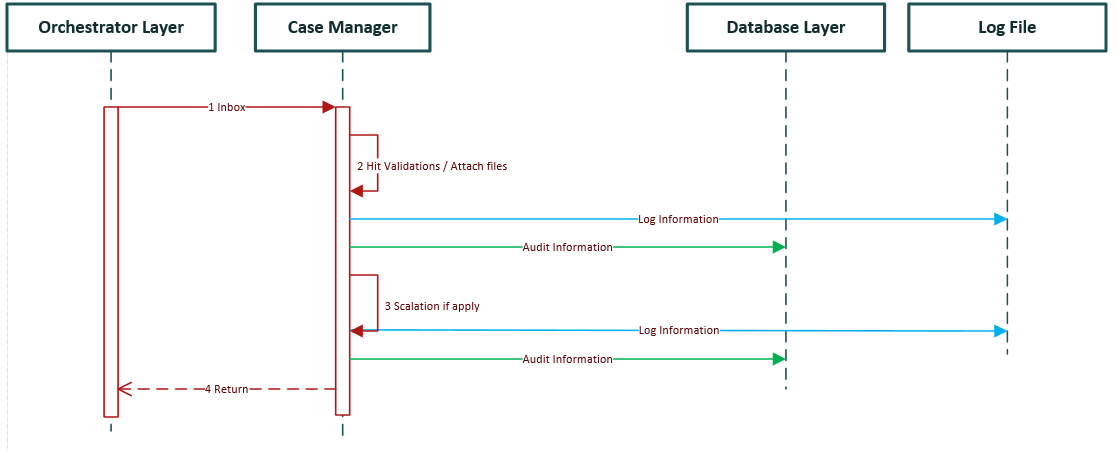 Orchestrator Layer
Case Manager
Database Layer
Log File
1 Inbox
2 Hit Validations / Attach files
Log Information
Audit Information
3 Scalation if apply
Log Information
Audit Information
4 Return